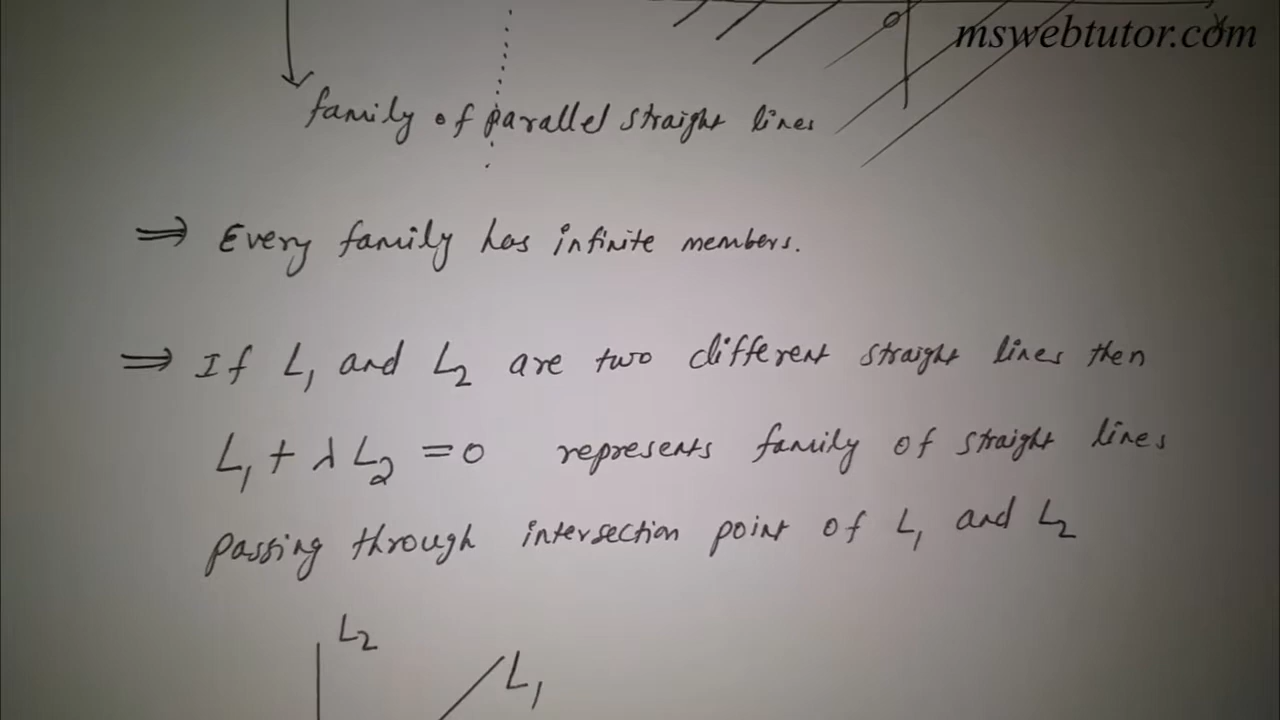 mswebtutor.com
family of parallel straight lines
⇒ Every family has infinite members.
⇒ If L₁ and L₂ are two different straight lines then
L₁ + λ L₂ = 0 represents family of straight lines
passing through intersection point of L₁ and L₂
L₂
L₁